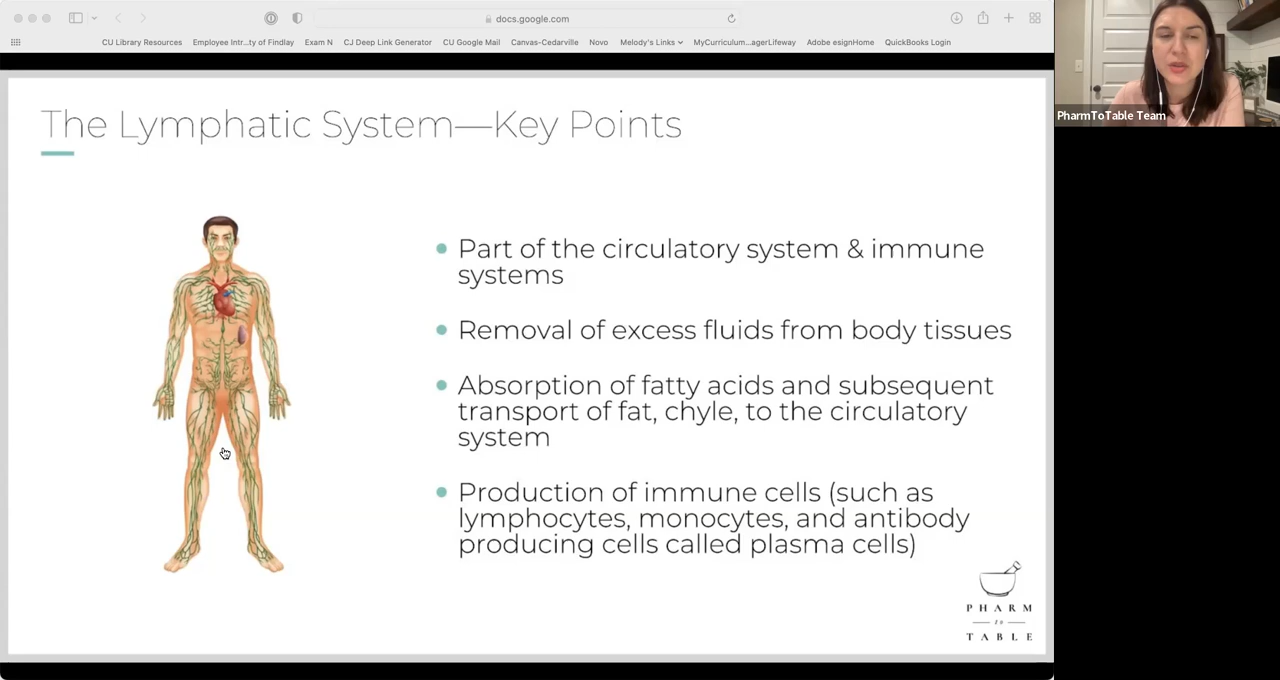 docs.google.com
CU Library Resources Employee Intr...ty of Findlay Exam N CJ Deep Link Generator CU Google Mail Canvas-Cedarville Novo Melody's Links MyCurriculum...agerLifeway Adobe esignHome QuickBooks Login
PharmToTable Team
The Lymphatic System—Key Points
Part of the circulatory system & immune
systems
Removal of excess fluids from body tissues
Absorption of fatty acids and subsequent
transport of fat, chyle, to the circulatory
system
Production of immune cells (such as
lymphocytes, monocytes, and antibody
producing cells called plasma cells)
PHARM
to
TABLE